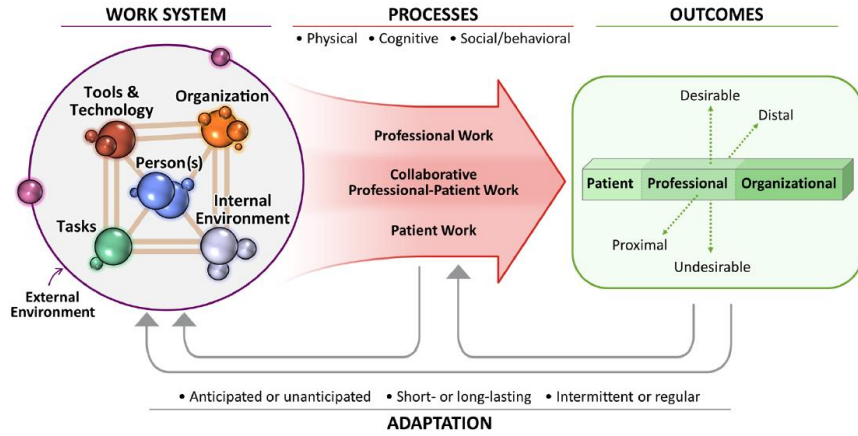 WORK SYSTEM
PROCESSES
OUTCOMES
• Physical • Cognitive • Social/behavioral
Tools &
Technology
Organization
Person(s)
Internal
Environment
Tasks
External
Environment
Professional Work
Collaborative
Professional-Patient Work
Patient Work
Desirable
Distal
Patient
Professional
Organizational
Proximal
Undesirable
• Anticipated or unanticipated • Short- or long-lasting • Intermittent or regular
ADAPTATION